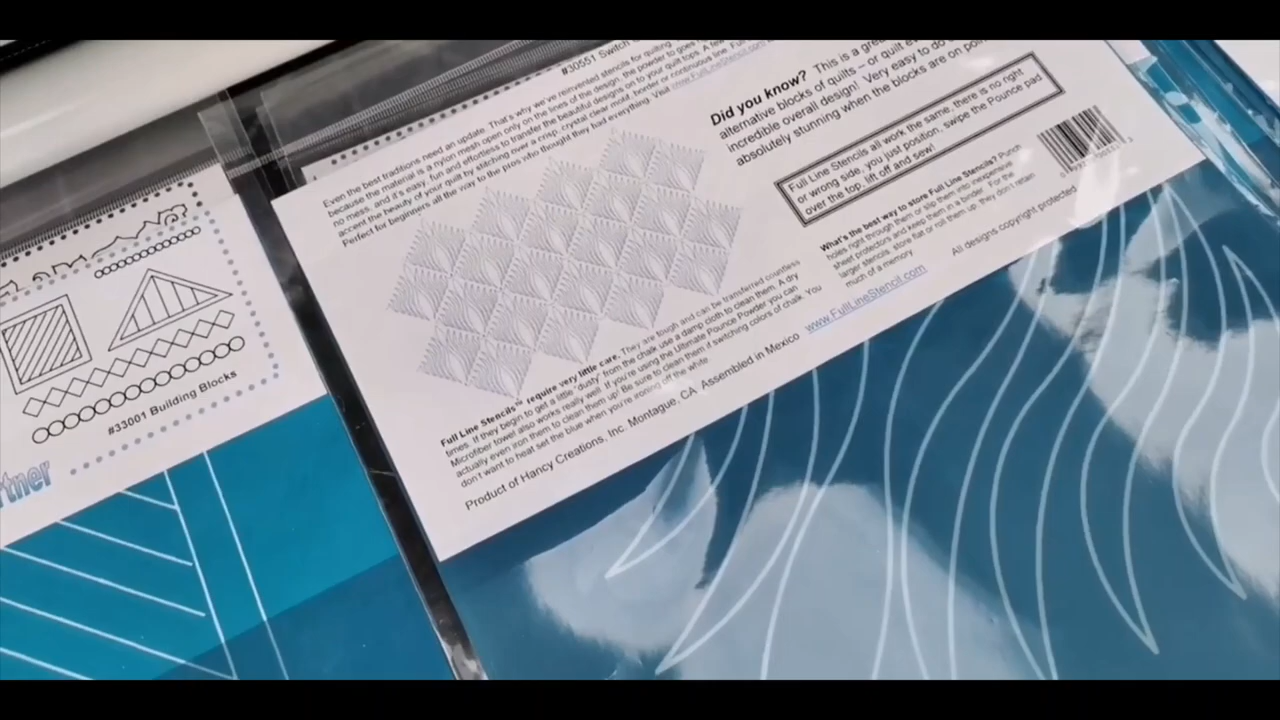 #30551 Switch
Even the best traditions need an update. That's why we've reinvented stencils for quilting.
because the material is a nylon mesh open only on the lines of the design, the powder to goes
no mess, and it's easy, fun and effortless to transfer the beautiful designs on to your quilt tops. A few
accent the beauty of your quilt by stitching over a crisp, crystal clear motif, border or continuous line. Full
Perfect for beginners all the way to the pros who thought they had everything. Visit www.FullLineStencil.com
Did you know? This is a
alternative blocks of quilts – or quilt
incredible overall design! Very easy to do
absolutely stunning when the blocks are on
Full Line Stencils all work the same, there is no right
or wrong side, you just position, swipe the Pounce pad
over the top, lift off and sew!
What's the best way to store Full Line Stencils? Punch
holes right through them or slip them into inexpensive
sheet protectors and keep them in a binder. For the
larger stencils, store flat or roll them up, they don't retain
much of a memory
All designs copyright protected
Full Line Stencils™ require very little care. They are tough and can be transferred countless
times. If they begin to get a little "dusty" from the chalk use a damp cloth to clean them. A dry
Microfiber towel also works really well. If you're using the Ultimate Pounce Powder you can
actually even iron them to clean them up! Be sure to clean them if switching colors of chalk. You
don't want to heat set the blue when you're ironing off the white.
Product of Hancy Creations, Inc. Montague, CA Assembled in Mexico www.FullLineStencil.com
#33001 Building Blocks
rtner